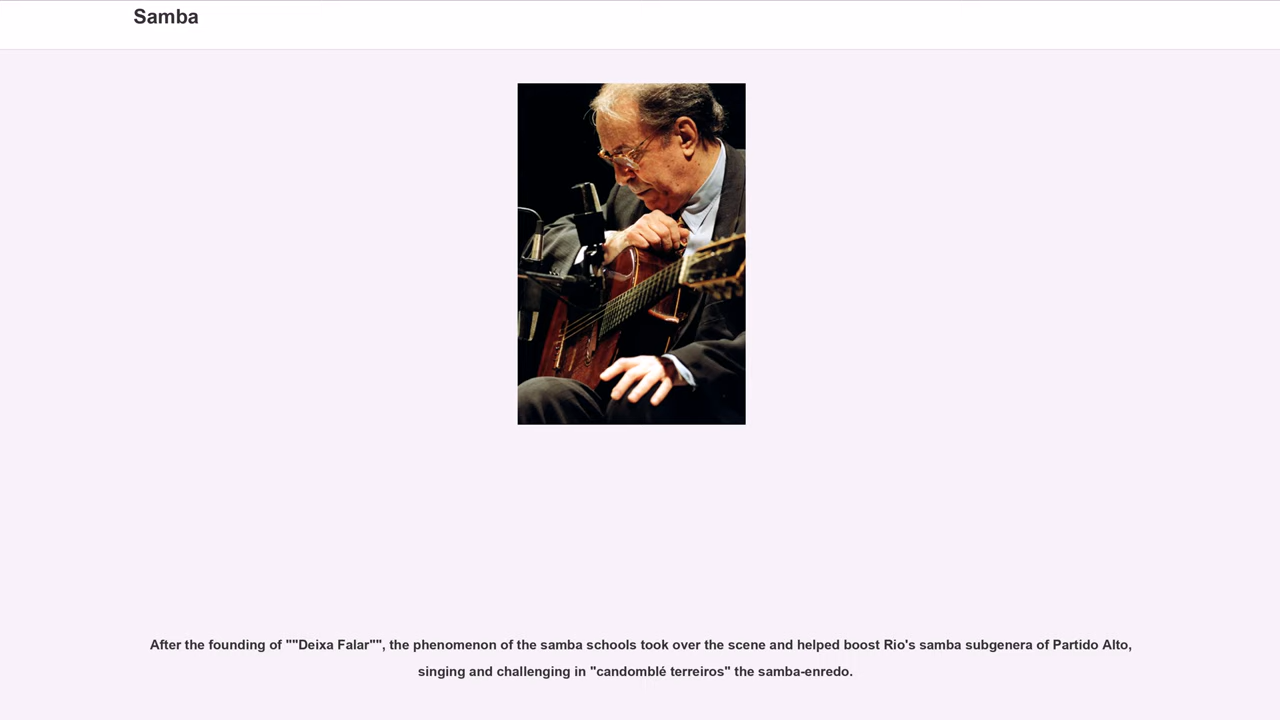 Samba
After the founding of ""Deixa Falar"", the phenomenon of the samba schools took over the scene and helped boost Rio's samba subgenera of Partido Alto,
singing and challenging in "candomblé terreiros" the samba-enredo.